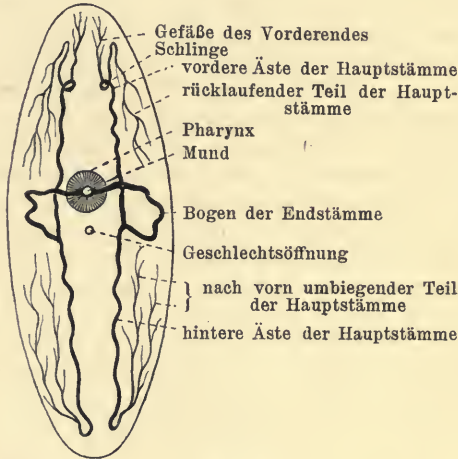 Gefäße des Vorderendes
Schlinge
vordere Äste der Hauptstämme
rücklaufender Teil der Haupt-
stämme
Pharynx
Mund
Bogen der Endstämme
Geschlechtsöffnung
nach vorn umbiegender Teil
der Hauptstämme
hintere Äste der Hauptstämme